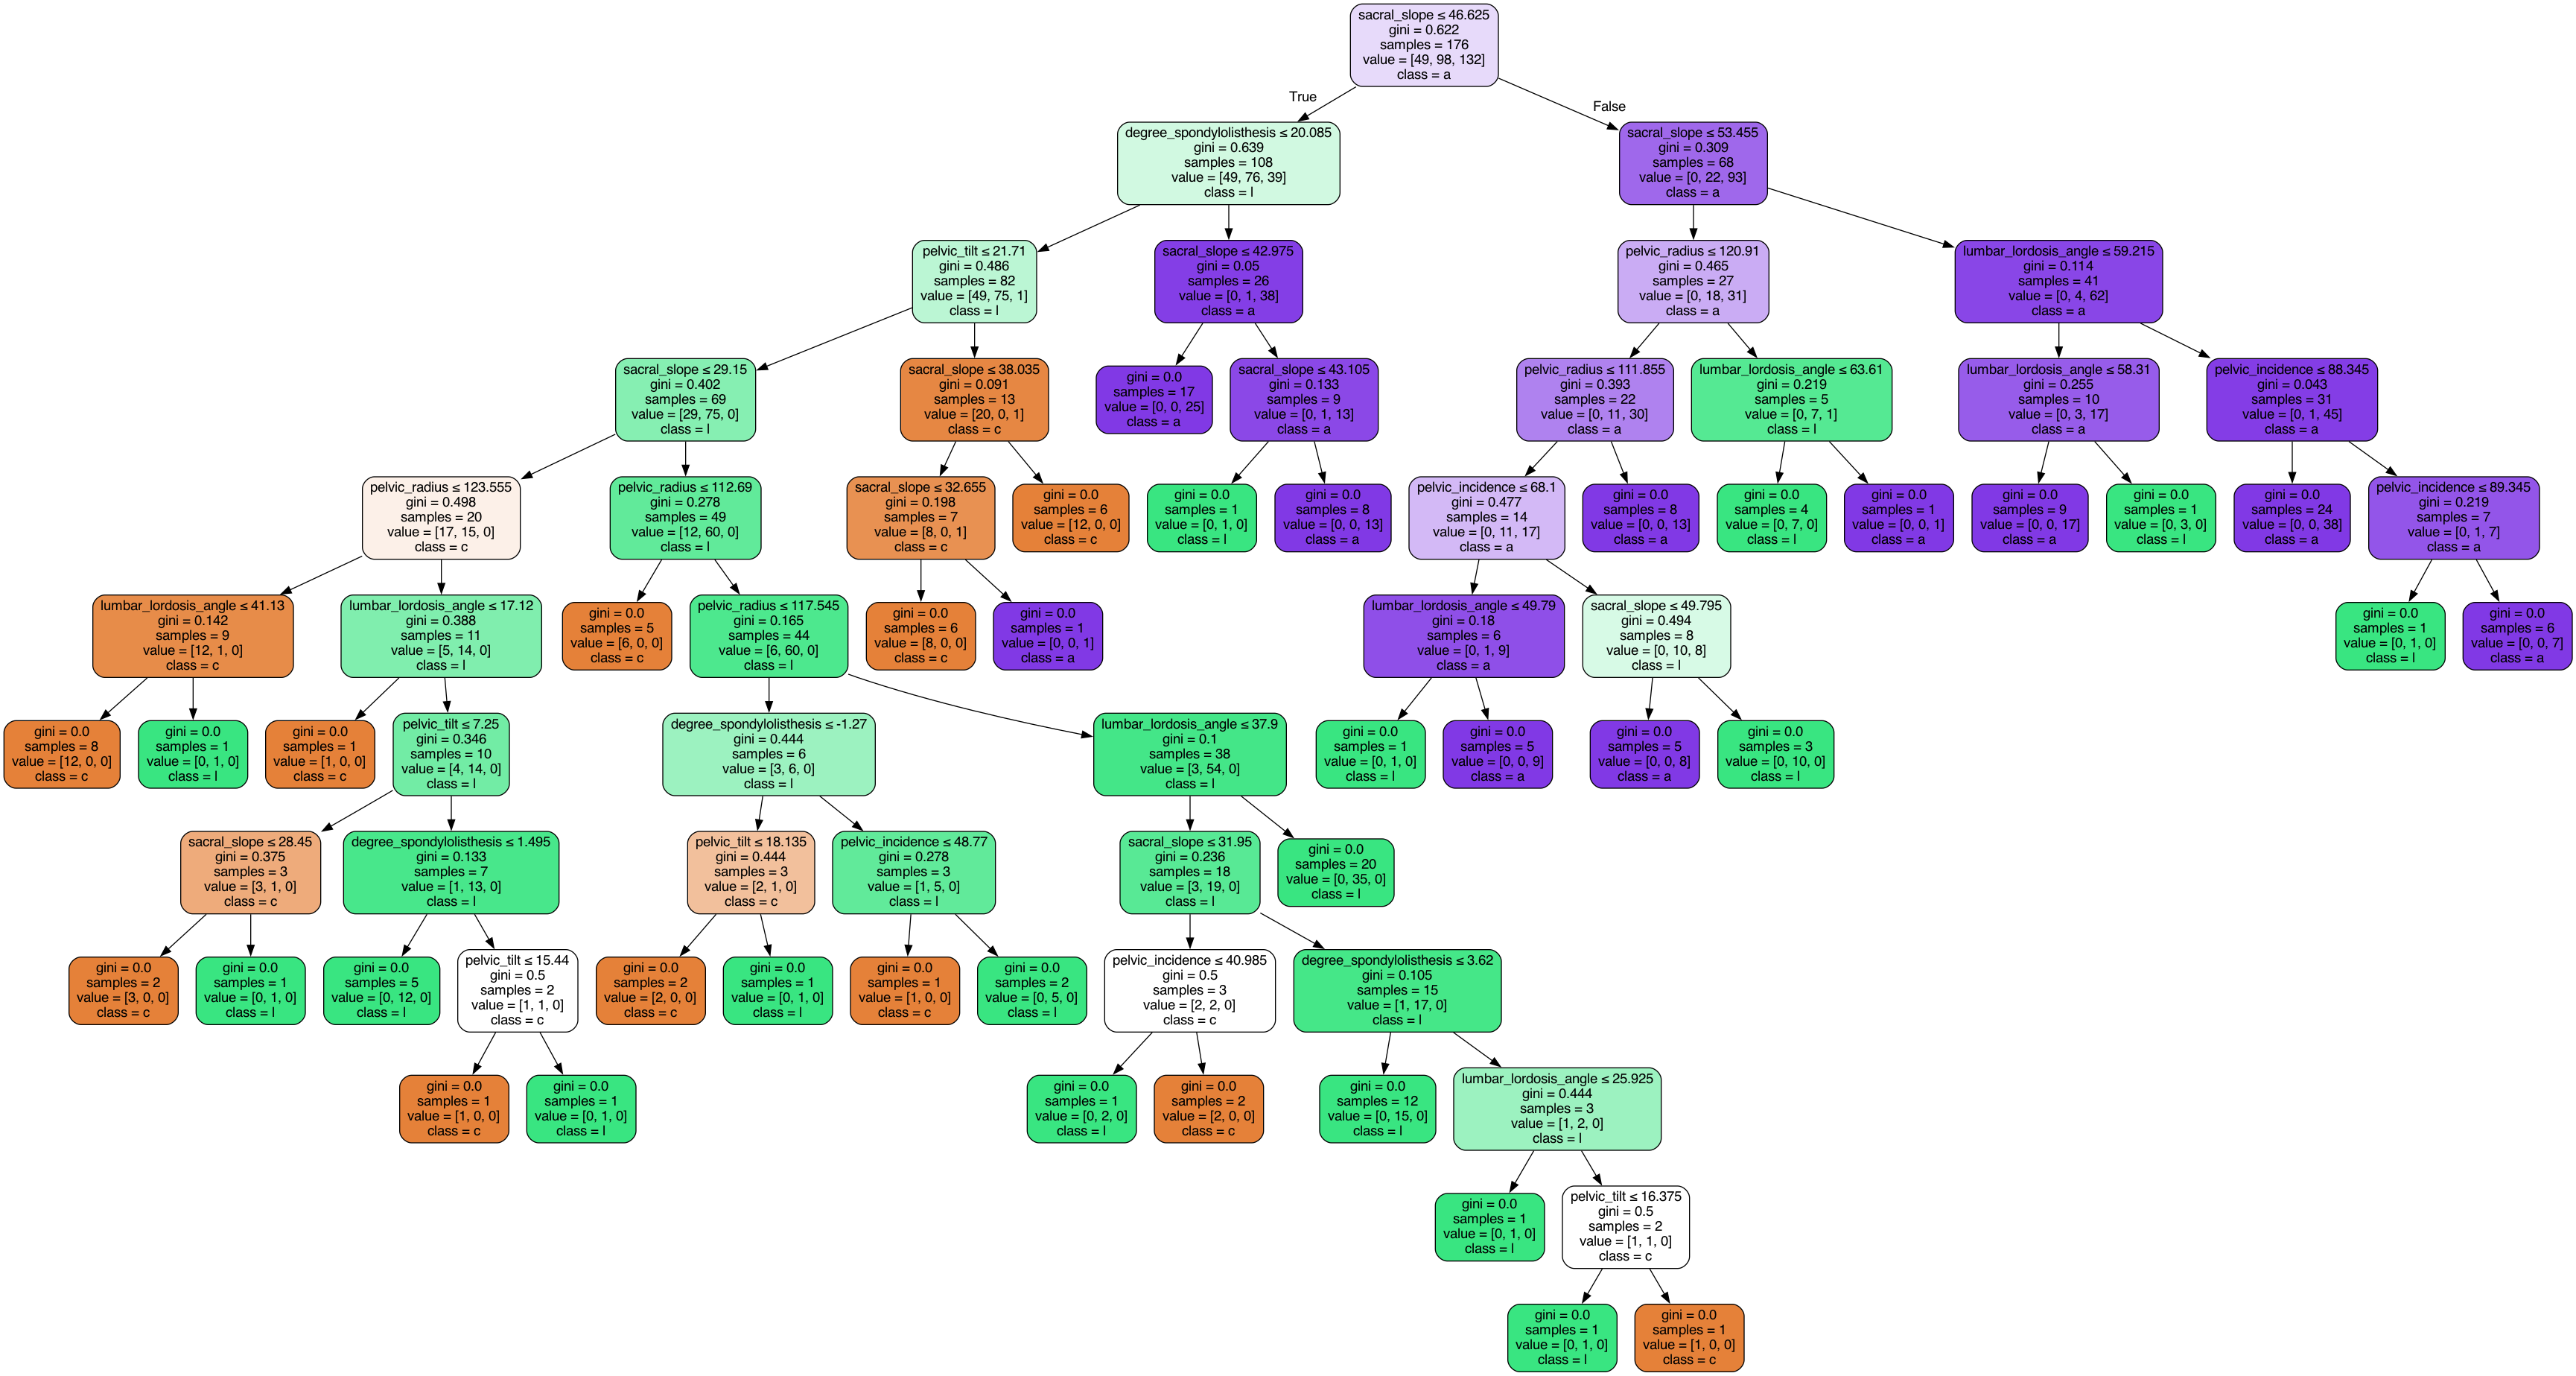 sacral_slope ≤ 46.625
gini = 0.622
samples = 176
value = [49, 98, 132]
class = a
True
False
degree_spondylolisthesis ≤ 20.085
gini = 0.639
samples = 108
value = [49, 76, 39]
class = l
sacral_slope ≤ 53.455
gini = 0.309
samples = 68
value = [0, 22, 93]
class = a
pelvic_tilt ≤ 21.71
gini = 0.486
samples = 82
value = [49, 75, 1]
class = l
sacral_slope ≤ 42.975
gini = 0.05
samples = 26
value = [0, 1, 38]
class = a
pelvic_radius ≤ 120.91
gini = 0.465
samples = 27
value = [0, 18, 31]
class = a
lumbar_lordosis_angle ≤ 59.215
gini = 0.114
samples = 41
value = [0, 4, 62]
class = a
sacral_slope ≤ 29.15
gini = 0.402
samples = 69
value = [29, 75, 0]
class = l
sacral_slope ≤ 38.035
gini = 0.091
samples = 13
value = [20, 0, 1]
class = c
gini = 0.0
samples = 17
value = [0, 0, 25]
class = a
sacral_slope ≤ 43.105
gini = 0.133
samples = 9
value = [0, 1, 13]
class = a
pelvic_radius ≤ 111.855
gini = 0.393
samples = 22
value = [0, 11, 30]
class = a
lumbar_lordosis_angle ≤ 63.61
gini = 0.219
samples = 5
value = [0, 7, 1]
class = l
lumbar_lordosis_angle ≤ 58.31
gini = 0.255
samples = 10
value = [0, 3, 17]
class = a
pelvic_incidence ≤ 88.345
gini = 0.043
samples = 31
value = [0, 1, 45]
class = a
pelvic_radius ≤ 123.555
gini = 0.498
samples = 20
value = [17, 15, 0]
class = c
pelvic_radius ≤ 112.69
gini = 0.278
samples = 49
value = [12, 60, 0]
class = l
sacral_slope ≤ 32.655
gini = 0.198
samples = 7
value = [8, 0, 1]
class = c
gini = 0.0
samples = 6
value = [12, 0, 0]
class = c
gini = 0.0
samples = 1
value = [0, 1, 0]
class = l
gini = 0.0
samples = 8
value = [0, 0, 13]
class = a
pelvic_incidence ≤ 68.1
gini = 0.477
samples = 14
value = [0, 11, 17]
class = a
gini = 0.0
samples = 8
value = [0, 0, 13]
class = a
gini = 0.0
samples = 4
value = [0, 7, 0]
class = l
gini = 0.0
samples = 1
value = [0, 0, 1]
class = a
gini = 0.0
samples = 9
value = [0, 0, 17]
class = a
gini = 0.0
samples = 1
value = [0, 3, 0]
class = l
gini = 0.0
samples = 24
value = [0, 0, 38]
class = a
pelvic_incidence ≤ 89.345
gini = 0.219
samples = 7
value = [0, 1, 7]
class = a
lumbar_lordosis_angle ≤ 41.13
gini = 0.142
samples = 9
value = [12, 1, 0]
class = c
lumbar_lordosis_angle ≤ 17.12
gini = 0.388
samples = 11
value = [5, 14, 0]
class = l
gini = 0.0
samples = 5
value = [6, 0, 0]
class = c
pelvic_radius ≤ 117.545
gini = 0.165
samples = 44
value = [6, 60, 0]
class = l
gini = 0.0
samples = 6
value = [8, 0, 0]
class = c
gini = 0.0
samples = 1
value = [0, 0, 1]
class = a
lumbar_lordosis_angle ≤ 49.79
gini = 0.18
samples = 6
value = [0, 1, 9]
class = a
sacral_slope ≤ 49.795
gini = 0.494
samples = 8
value = [0, 10, 8]
class = l
gini = 0.0
samples = 1
value = [0, 1, 0]
class = l
gini = 0.0
samples = 6
value = [0, 0, 7]
class = a
gini = 0.0
samples = 8
value = [12, 0, 0]
class = c
gini = 0.0
samples = 1
value = [0, 1, 0]
class = l
gini = 0.0
samples = 1
value = [1, 0, 0]
class = c
pelvic_tilt ≤ 7.25
gini = 0.346
samples = 10
value = [4, 14, 0]
class = l
degree_spondylolisthesis ≤ -1.27
gini = 0.444
samples = 6
value = [3, 6, 0]
class = l
lumbar_lordosis_angle ≤ 37.9
gini = 0.1
samples = 38
value = [3, 54, 0]
class = l
gini = 0.0
samples = 1
value = [0, 1, 0]
class = l
gini = 0.0
samples = 5
value = [0, 0, 9]
class = a
gini = 0.0
samples = 5
value = [0, 0, 8]
class = a
gini = 0.0
samples = 3
value = [0, 10, 0]
class = l
sacral_slope ≤ 28.45
gini = 0.375
samples = 3
value = [3, 1, 0]
class = c
degree_spondylolisthesis ≤ 1.495
gini = 0.133
samples = 7
value = [1, 13, 0]
class = l
pelvic_tilt ≤ 18.135
gini = 0.444
samples = 3
value = [2, 1, 0]
class = c
pelvic_incidence ≤ 48.77
gini = 0.278
samples = 3
value = [1, 5, 0]
class = l
sacral_slope ≤ 31.95
gini = 0.236
samples = 18
value = [3, 19, 0]
class = l
gini = 0.0
samples = 20
value = [0, 35, 0]
class = l
gini = 0.0
samples = 2
value = [3, 0, 0]
class = c
gini = 0.0
samples = 1
value = [0, 1, 0]
class = l
gini = 0.0
samples = 5
value = [0, 12, 0]
class = l
pelvic_tilt ≤ 15.44
gini = 0.5
samples = 2
value = [1, 1, 0]
class = c
gini = 0.0
samples = 2
value = [2, 0, 0]
class = c
gini = 0.0
samples = 1
value = [0, 1, 0]
class = l
gini = 0.0
samples = 1
value = [1, 0, 0]
class = c
gini = 0.0
samples = 2
value = [0, 5, 0]
class = l
pelvic_incidence ≤ 40.985
gini = 0.5
samples = 3
value = [2, 2, 0]
class = c
degree_spondylolisthesis ≤ 3.62
gini = 0.105
samples = 15
value = [1, 17, 0]
class = l
gini = 0.0
samples = 1
value = [1, 0, 0]
class = c
gini = 0.0
samples = 1
value = [0, 1, 0]
class = l
gini = 0.0
samples = 1
value = [0, 2, 0]
class = l
gini = 0.0
samples = 2
value = [2, 0, 0]
class = c
gini = 0.0
samples = 12
value = [0, 15, 0]
class = l
lumbar_lordosis_angle ≤ 25.925
gini = 0.444
samples = 3
value = [1, 2, 0]
class = l
gini = 0.0
samples = 1
value = [0, 1, 0]
class = l
pelvic_tilt ≤ 16.375
gini = 0.5
samples = 2
value = [1, 1, 0]
class = c
gini = 0.0
samples = 1
value = [0, 1, 0]
class = l
gini = 0.0
samples = 1
value = [1, 0, 0]
class = c